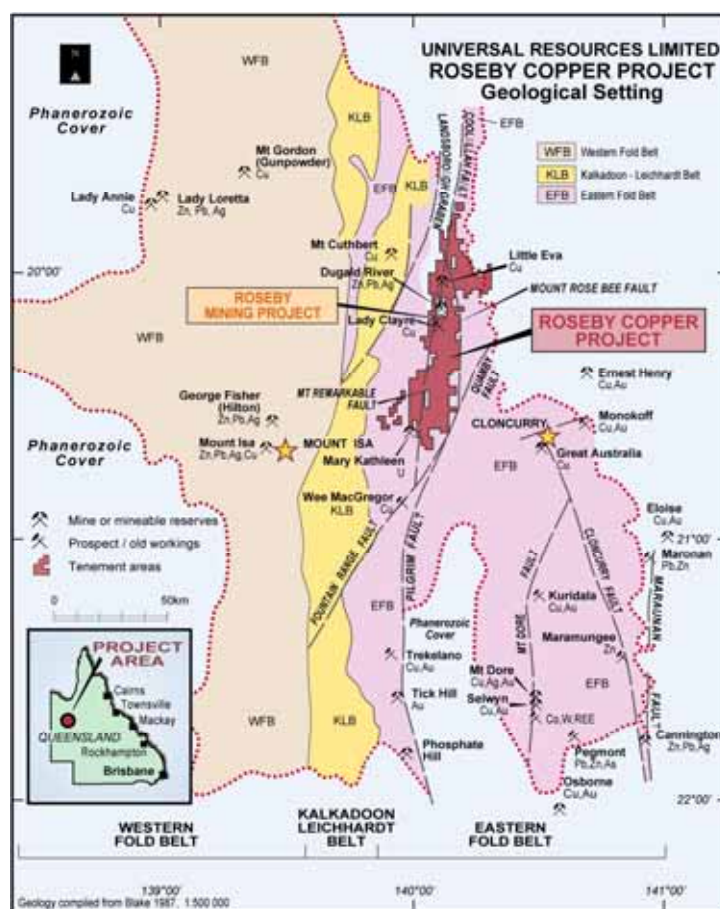 UNIVERSAL RESOURCES LIMITED
ROSEBY COPPER PROJECT
Geological Setting
N
WFB
Phanerozoic
Cover
KLB
EFB
LANDSBOROUGH GRABEN
COOLULLAH FAULT
EFB
WFB Western Fold Belt
KLB Kalkadoon - Leichhardt Belt
EFB Eastern Fold Belt
Mt Gordon
(Gunpowder)
Cu
EFB
KLB
Lady Annie
Cu
Lady Loretta
Zn, Pb, Ag
Mt Cuthbert
Cu
Little Eva
Cu
20°00'
Dugald River
Zn,Pb,Ag
MOUNT ROSE BEE FAULT
ROSEBY
MINING PROJECT
Lady Clayre
Cu
ROSEBY COPPER
PROJECT
WFB
Ernest Henry
Cu,Au
MT REMARKABLE
FAULT
QUAMBY
FAULT
George Fisher
(Hilton)
Zn,Pb,Ag
CLONCURRY
Monokoff
Cu,Au
Phanerozoic
Cover
Mount Isa
Zn,Pb,Ag,Cu
MOUNT ISA
Great Australia
Cu
Mary Kathleen
U
EFB
Wee MacGregor
Cu
KLB
Eloise
Cu,Au
21°00'
Mine or mineable reserves
Prospect / old workings
Tenement areas
FOUNTAIN RANGE FAULT
PILGRIM FAULT
FAULT
CLONCURRY FAULT
Maronan
Pb,Zn
MARAUNAN
0 50km
EFB
Kuridala
Cu,Au
Phanerozoic
Cover
MT DORE
Maramungee
Zn
PROJECT
AREA
Trekelano
Cu,Au
Mt Dore
Cu,Ag,Au
EFB
Cairns
Townsville
Mackay
Tick Hill
Au
Selwyn
Cu,Au
FAULT
QUEENSLAND
WFB
KLB
Co,W,REE
Cannington
Zn,Pb,Ag
Rockhampton
Phosphate
Hill
Pegmont
Pb,Zn,As
Brisbane
Osborne
Cu,Au
22°00'
WESTERN
FOLD BELT
KALKADOON
LEICHHARDT
BELT
EASTERN
FOLD BELT
139°00'
140°00'
141°00'
Geology compiled from Blake 1987, 1:500 000